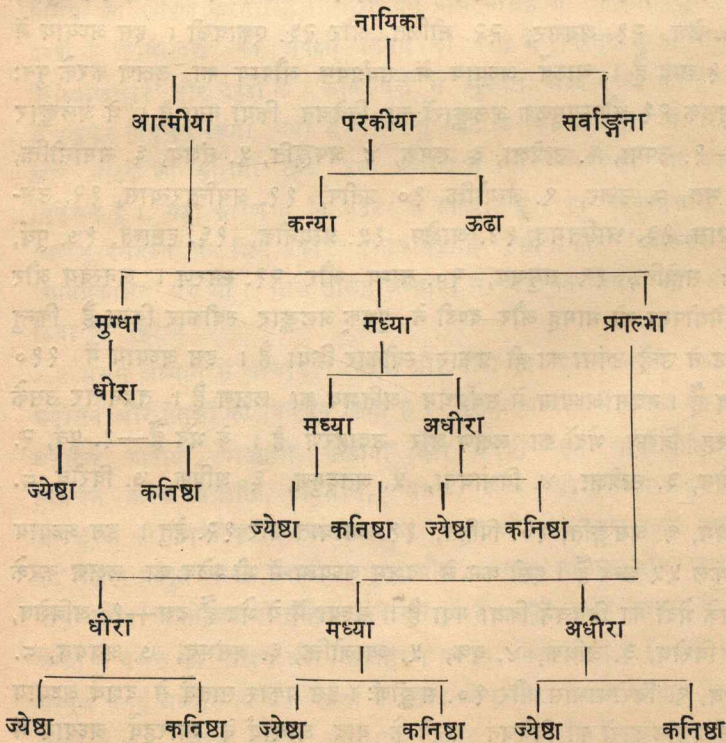 नायिका
आत्मीया परकीया सर्वाङ्गना
कन्या ऊढा
मुग्धा मध्या प्रगल्भा
धीरा
मध्या अधीरा
ज्येष्ठा कनिष्ठा
ज्येष्ठा कनिष्ठा ज्येष्ठा कनिष्ठा
धीरा मध्या अधीरा
ज्येष्ठा कनिष्ठा ज्येष्ठा कनिष्ठा ज्येष्ठा कनिष्ठा